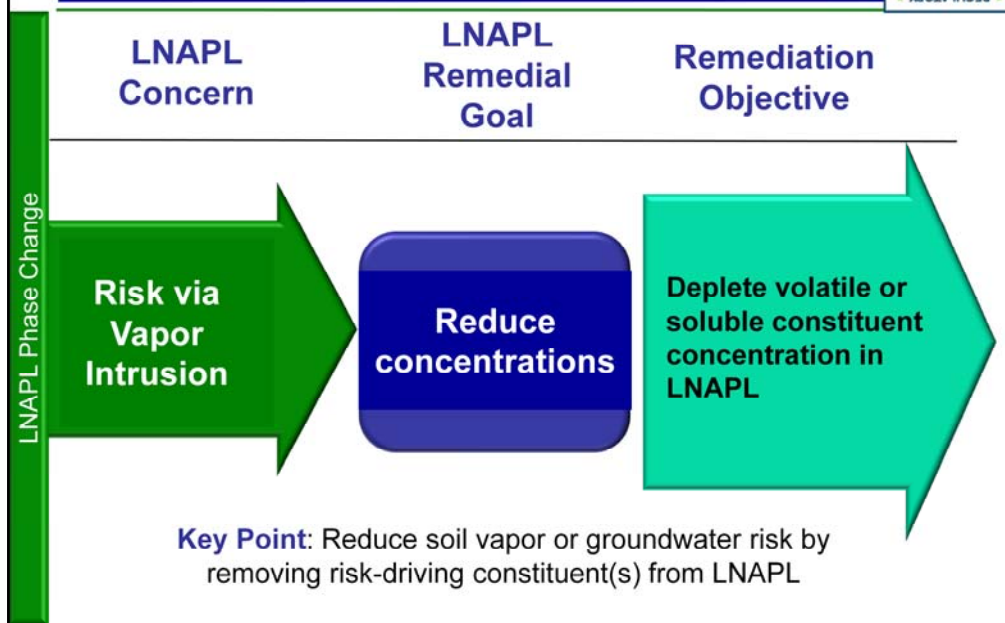 LNAPL
Concern
LNAPL
Remedial
Goal
Remediation
Objective
LNAPL Phase Change
Risk via
Vapor
Intrusion
Reduce
concentrations
Deplete volatile or
soluble constituent
concentration in
LNAPL
Key Point: Reduce soil vapor or groundwater risk by
removing risk-driving constituent(s) from LNAPL